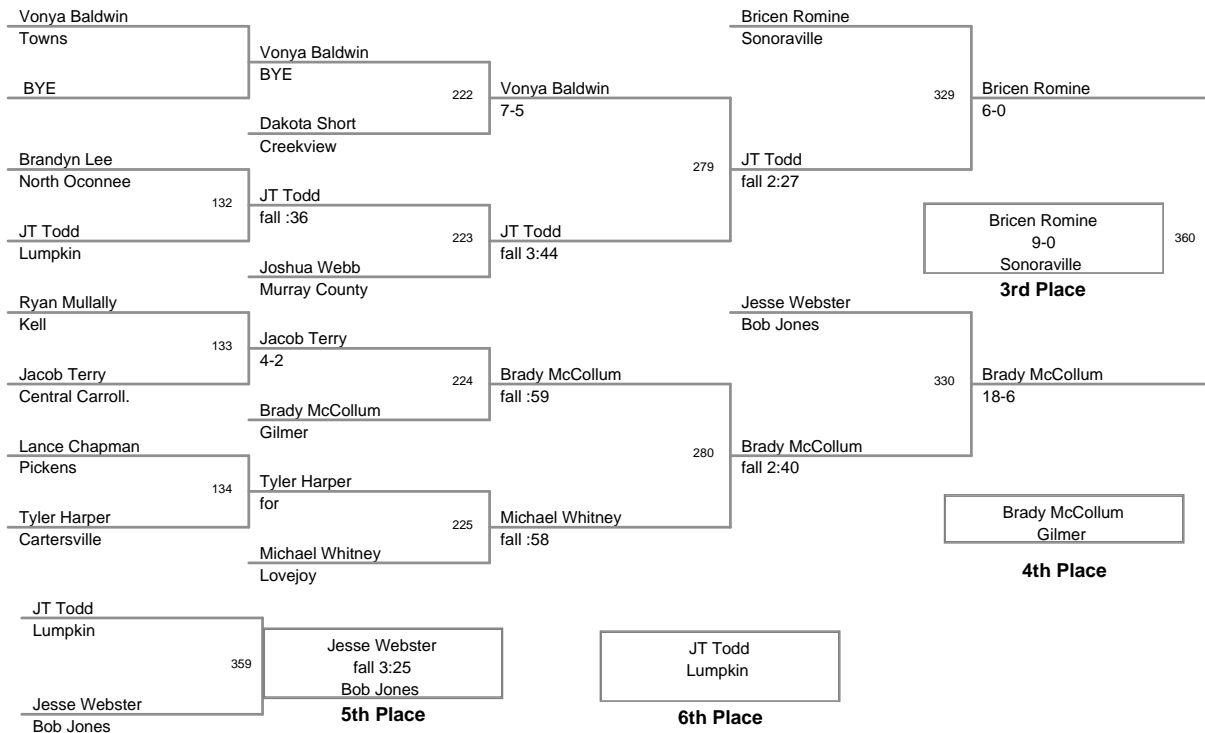 Vonya Baldwin
Towns
BYE
Brandyn Lee
North Oconnee
132
JT Todd
Lumpkin
Ryan Mullally
Kell
133
Jacob Terry
Central Carroll.
Lance Chapman
Pickens
134
Tyler Harper
Cartersville
Vonya Baldwin
BYE
222
Dakota Short
Creekview
JT Todd
fall :36
223
Joshua Webb
Murray County
Jacob Terry
4-2
224
Brady McCollum
Gilmer
Tyler Harper
for
225
Michael Whitney
Lovejoy
Vonya Baldwin
7-5
279
JT Todd
fall 3:44
Brady McCollum
fall :59
280
Michael Whitney
fall :58
Bricen Romine
Sonoraville
329
JT Todd
fall 2:27
Jesse Webster
Bob Jones
330
Brady McCollum
fall 2:40
Bricen Romine
6-0
Bricen Romine
9-0
Sonoraville
360
3rd Place
Brady McCollum
18-6
Brady McCollum
Gilmer
4th Place
JT Todd
Lumpkin
359
Jesse Webster
Bob Jones
Jesse Webster
fall 3:25
Bob Jones
5th Place
JT Todd
Lumpkin
6th Place